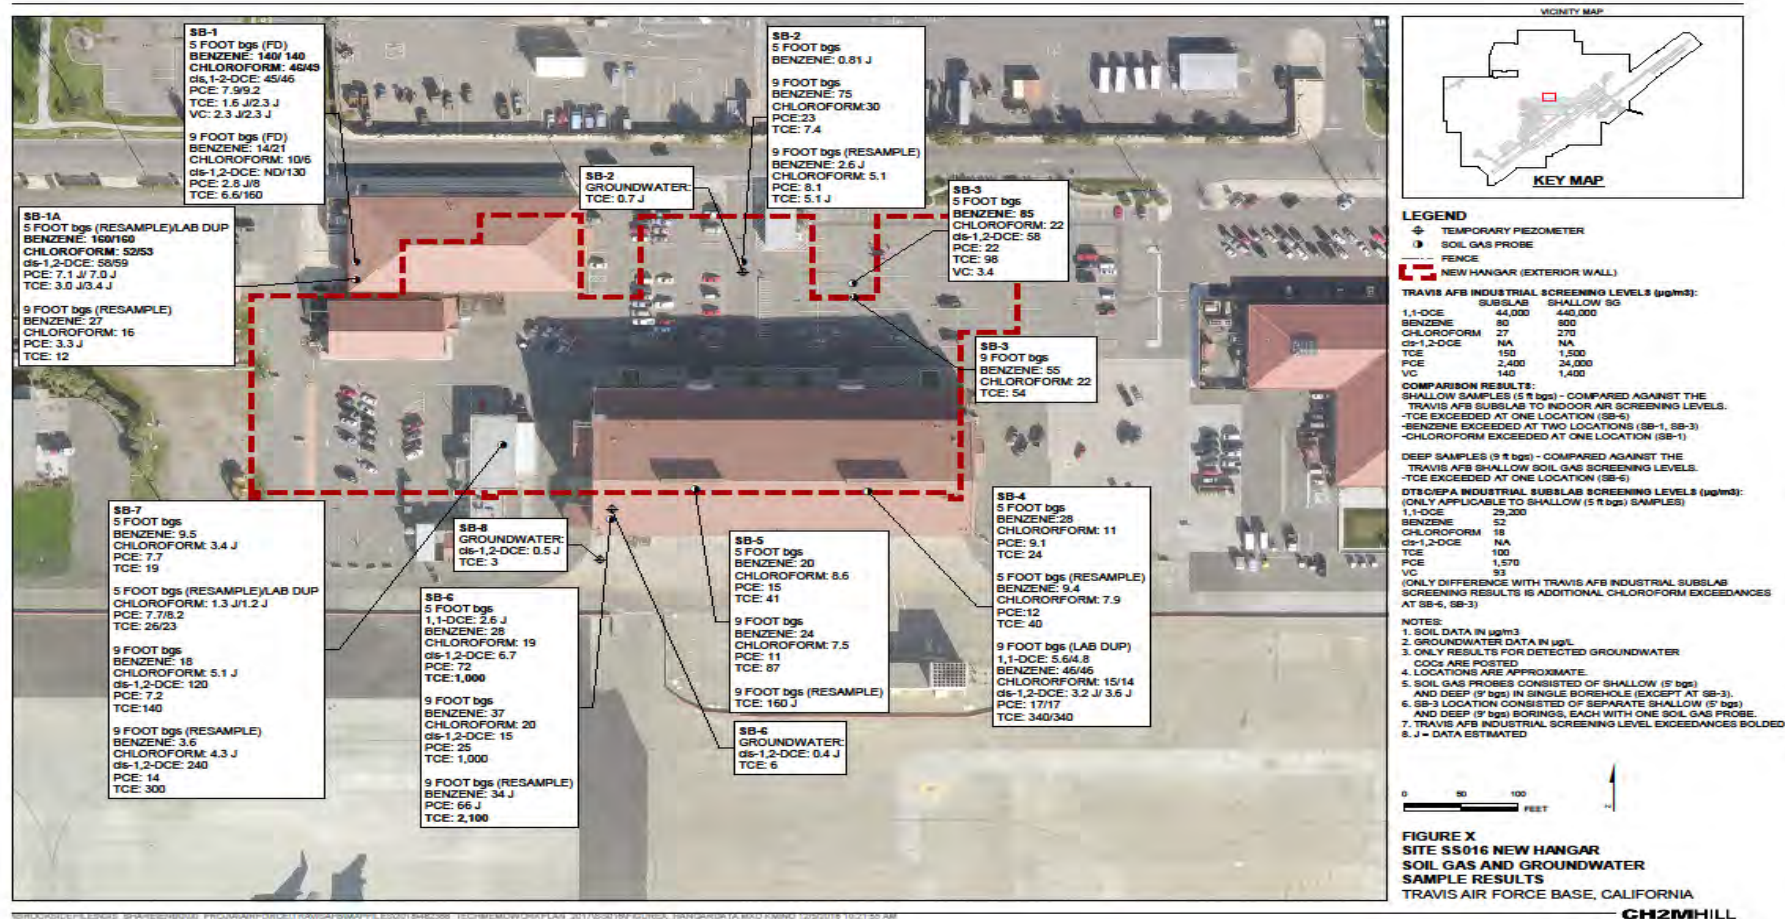 SB-1
5 FOOT bgs (FD)
BENZENE: 140/ 140
CHLOROFORM: 46/49
cis,1-2-DCE: 45/46
PCE: 7.9/9.2
TCE: 1.6 J/2.3 J
VC: 2.3 J/2.3 J
9 FOOT bgs (FD)
BENZENE: 14/21
CHLOROFORM: 10/6
cis-1,2-DCE: ND/130
PCE: 2.8 J/8
TCE: 6.6/160
SB-1A
5 FOOT bgs (RESAMPLE)/LAB DUP
BENZENE: 160/160
CHLOROFORM: 52/53
cis-1,2-DCE: 58/59
PCE: 7.1 J/ 7.0 J
TCE: 3.0 J/3.4 J
9 FOOT bgs (RESAMPLE)
BENZENE: 27
CHLOROFORM: 16
PCE: 3.3 J
TCE: 12
SB-2
GROUNDWATER:
TCE: 0.7 J
SB-2
5 FOOT bgs
BENZENE: 0.81 J
9 FOOT bgs
BENZENE: 75
CHLOROFORM:30
PCE:23
TCE: 7.4
9 FOOT bgs (RESAMPLE)
BENZENE: 2.6 J
CHLOROFORM: 5.1
PCE: 8.1
TCE: 5.1 J
SB-3
5 FOOT bgs
BENZENE: 85
CHLOROFORM: 22
cis-1,2-DCE: 58
PCE: 22
TCE: 98
VC: 3.4
SB-3
9 FOOT bgs
BENZENE: 55
CHLOROFORM: 22
TCE: 54
SB-7
5 FOOT bgs
BENZENE: 9.5
CHLOROFORM: 3.4 J
PCE: 7.7
TCE: 19
5 FOOT bgs (RESAMPLE)/LAB DUP
CHLOROFORM: 1.3 J/1.2 J
PCE: 7.7/8.2
TCE: 26/23
9 FOOT bgs
BENZENE: 18
CHLOROFORM: 5.1 J
cis-1,2-DCE: 120
PCE: 7.2
TCE:140
9 FOOT bgs (RESAMPLE)
BENZENE: 3.6
CHLOROFORM: 4.3 J
cis-1,2-DCE: 240
PCE: 14
TCE: 300
SB-8
GROUNDWATER:
cis-1,2-DCE: 0.5 J
TCE: 3
SB-6
5 FOOT bgs
1,1-DCE: 2.6 J
BENZENE: 28
CHLOROFORM: 19
cis-1,2-DCE: 6.7
PCE: 72
TCE:1,000
9 FOOT bgs
BENZENE: 37
CHLOROFORM: 20
cis-1,2-DCE: 15
PCE: 25
TCE: 1,000
9 FOOT bgs (RESAMPLE)
BENZENE: 34 J
PCE: 66 J
TCE: 2,100
SB-5
5 FOOT bgs
BENZENE: 20
CHLOROFORM: 8.6
PCE: 15
TCE: 41
9 FOOT bgs
BENZENE: 24
CHLOROFORM: 7.5
PCE: 11
TCE: 87
9 FOOT bgs (RESAMPLE)
TCE: 160 J
SB-6
GROUNDWATER:
cis-1,2-DCE: 0.4 J
TCE: 6
SB-4
5 FOOT bgs
BENZENE:28
CHLORORFORM: 11
PCE: 9.1
TCE: 24
5 FOOT bgs (RESAMPLE)
BENZENE: 9.4
CHLORORFORM: 7.9
PCE:12
TCE: 40
9 FOOT bgs (LAB DUP)
1,1-DCE: 5.6/4.8
BENZENE: 46/46
CHLORORFORM: 15/14
cis-1,2-DCE: 3.2 J/ 3.6 J
PCE: 17/17
TCE: 340/340
VICINITY MAP
KEY MAP
LEGEND
TEMPORARY PIEZOMETER
SOIL GAS PROBE
FENCE
NEW HANGAR (EXTERIOR WALL)
TRAVIS AFB INDUSTRIAL SCREENING LEVELS (µg/m3):
SUBSLAB SHALLOW SG
1,1-DCE 44,000 440,000
BENZENE 80 800
CHLOROFORM 27 270
cis-1,2-DCE NA NA
TCE 150 1,500
PCE 2,400 24,000
VC 140 1,400
COMPARISON RESULTS:
SHALLOW SAMPLES (5 ft bgs) - COMPARED AGAINST THE
TRAVIS AFB SUBSLAB TO INDOOR AIR SCREENING LEVELS.
-TCE EXCEEDED AT ONE LOCATION (SB-6)
-BENZENE EXCEEDED AT TWO LOCATIONS (SB-1, SB-3)
-CHLOROFORM EXCEEDED AT ONE LOCATION (SB-1)
DEEP SAMPLES (9 ft bgs) - COMPARED AGAINST THE
TRAVIS AFB SHALLOW SOIL GAS SCREENING LEVELS.
-TCE EXCEEDED AT ONE LOCATION (SB-6)
DTSC/EPA INDUSTRIAL SUBSLAB SCREENING LEVELS (µg/m3):
(ONLY APPLICABLE TO SHALLOW (5 ft bgs) SAMPLES)
1,1-DCE 29,200
BENZENE 52
CHLOROFORM 18
cis-1,2-DCE NA
TCE 100
PCE 1,570
VC 93
(ONLY DIFFERENCE WITH TRAVIS AFB INDUSTRIAL SUBSLAB
SCREENING RESULTS IS ADDITIONAL CHLOROFORM EXCEEDANCES
AT SB-6, SB-3)
NOTES:
1. SOIL DATA IN µg/m3
2. GROUNDWATER DATA IN µg/L
3. ONLY RESULTS FOR DETECTED GROUNDWATER
COCs ARE POSTED
4. LOCATIONS ARE APPROXIMATE.
5. SOIL GAS PROBES CONSISTED OF SHALLOW (5' bgs)
AND DEEP (9' bgs) IN SINGLE BOREHOLE (EXCEPT AT SB-3).
6. SB-3 LOCATION CONSISTED OF SEPARATE SHALLOW (5' bgs)
AND DEEP (9' bgs) BORINGS, EACH WITH ONE SOIL GAS PROBE.
7. TRAVIS AFB INDUSTRIAL SCREENING LEVEL EXCEEDANCES BOLDED
8. J = DATA ESTIMATED
0 50 100
FEET
FIGURE X
SITE SS016 NEW HANGAR
SOIL GAS AND GROUNDWATER
SAMPLE RESULTS
TRAVIS AIR FORCE BASE, CALIFORNIA
CH2MHILL